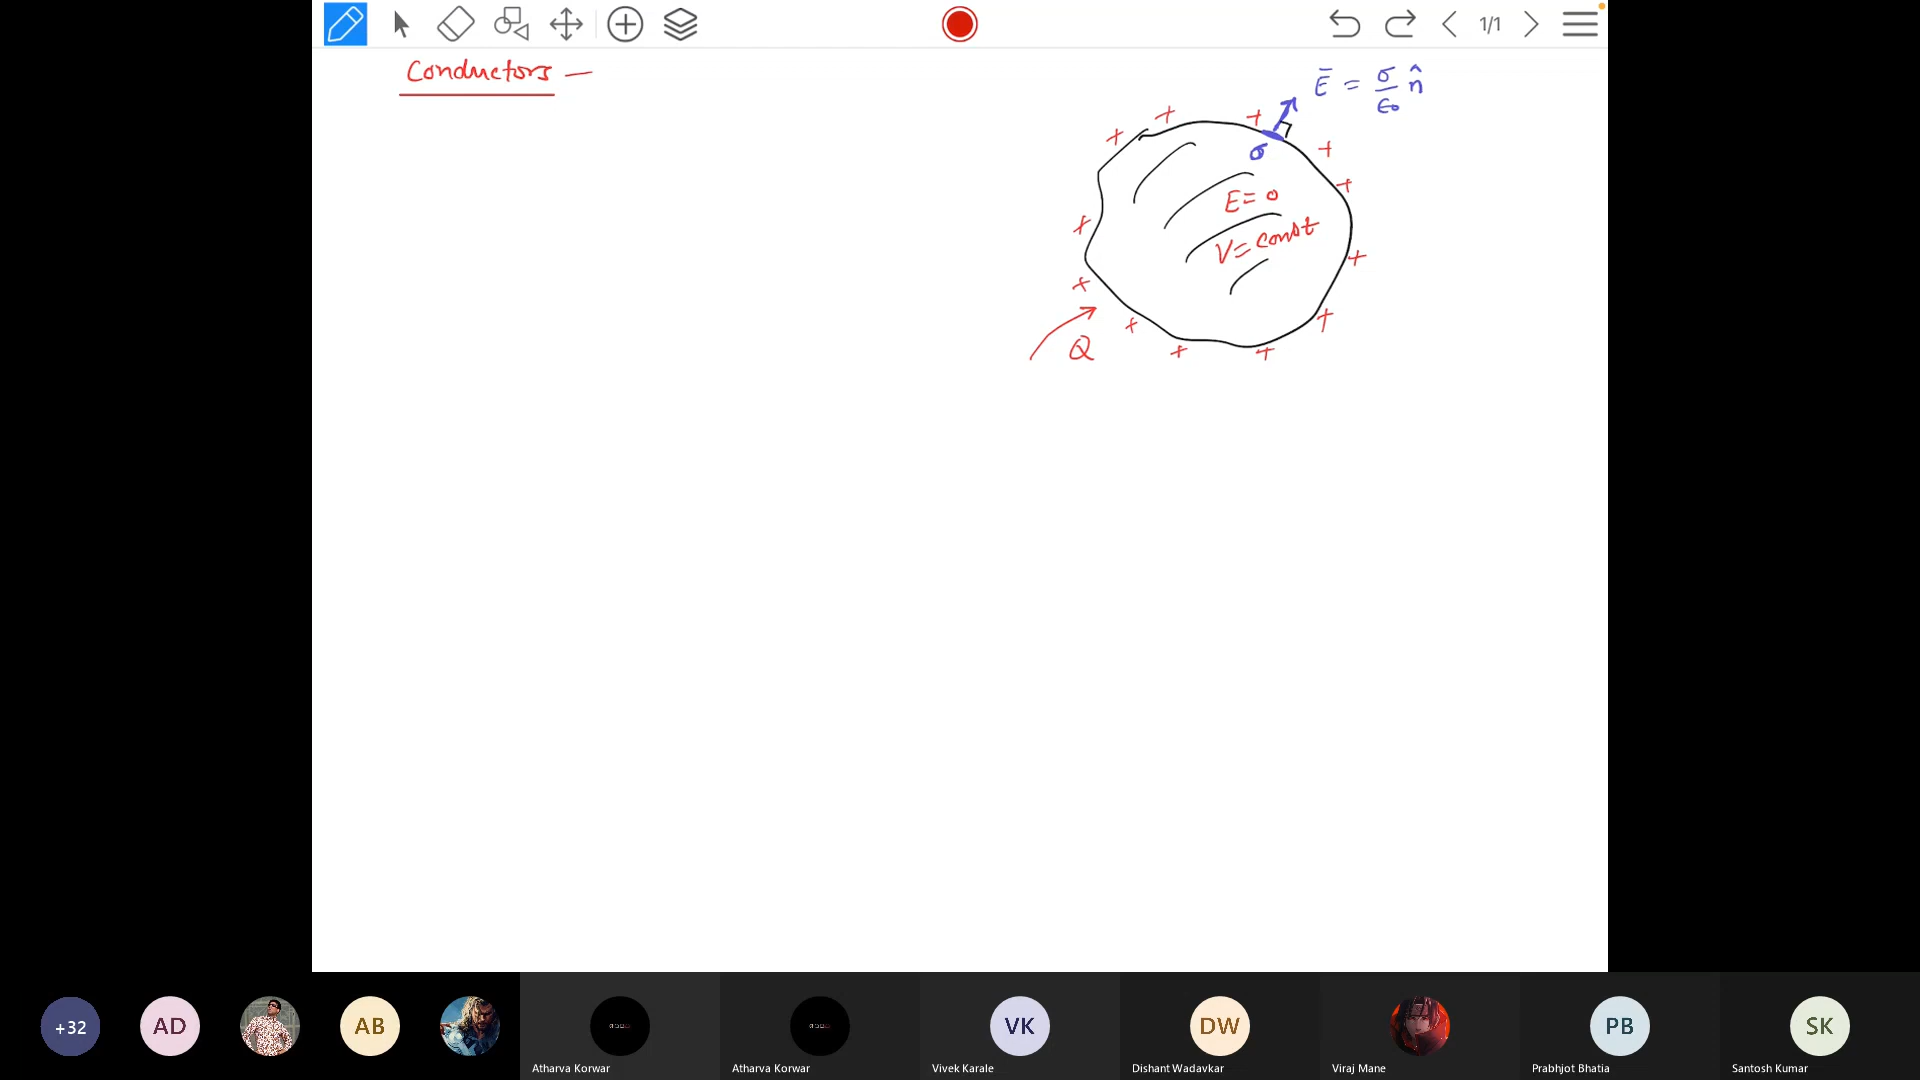 1/1
Conductors —
Ē = σ/ε₀ n̂
σ
E = 0
V = const
Q
+32
AD
AB
Atharva Korwar
Atharva Korwar
VK
Vivek Karale
DW
Dishant Wadavkar
Viraj Mane
PB
Prabhjot Bhatia
SK
Santosh Kumar